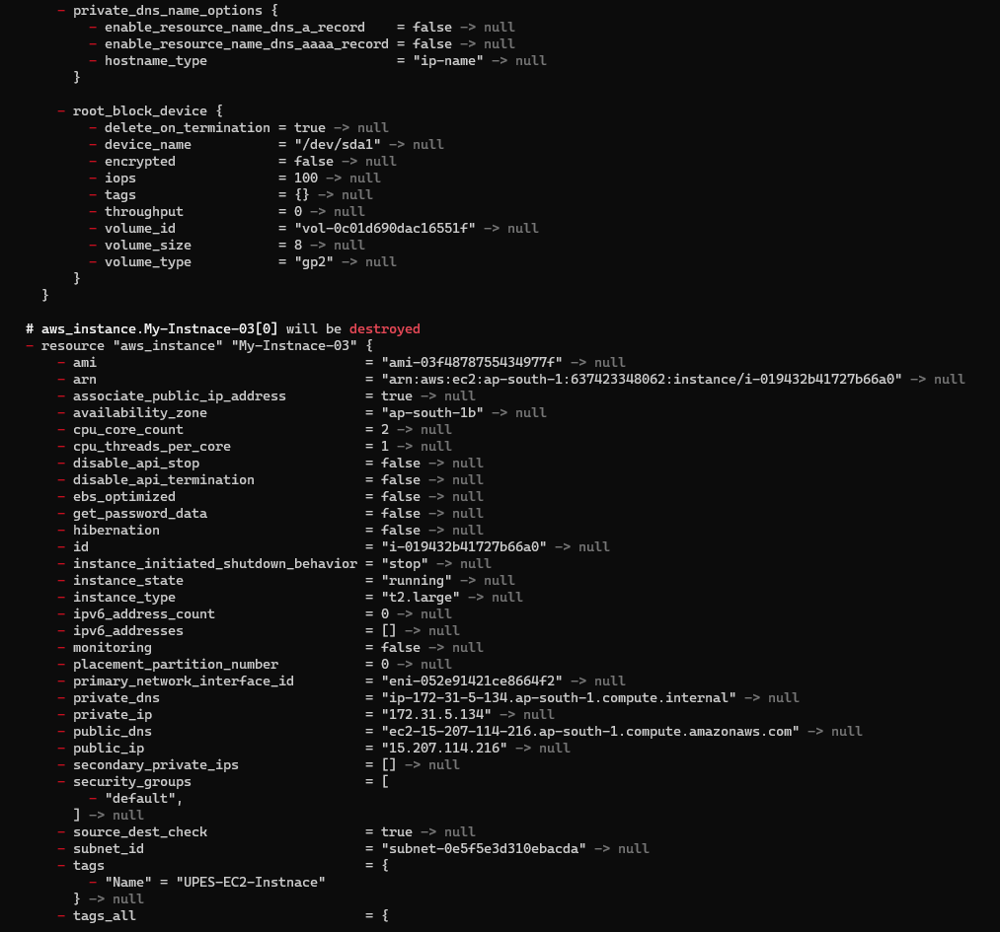 - private_dns_name_options {
- enable_resource_name_dns_a_record    = false -> null
- enable_resource_name_dns_aaaa_record = false -> null
- hostname_type                        = "ip-name" -> null
}
- root_block_device {
- delete_on_termination = true -> null
- device_name           = "/dev/sda1" -> null
- encrypted             = false -> null
- iops                  = 100 -> null
- tags                  = {} -> null
- throughput            = 0 -> null
- volume_id             = "vol-0c01d690dac16551f" -> null
- volume_size           = 8 -> null
- volume_type           = "gp2" -> null
}
}
# aws_instance.My-Instnace-03[0] will be destroyed
- resource "aws_instance" "My-Instnace-03" {
- ami                                  = "ami-03f4878755434977f" -> null
- arn                                  = "arn:aws:ec2:ap-south-1:637423348062:instance/i-019432b41727b66a0" -> null
- associate_public_ip_address          = true -> null
- availability_zone                    = "ap-south-1b" -> null
- cpu_core_count                       = 2 -> null
- cpu_threads_per_core                 = 1 -> null
- disable_api_stop                     = false -> null
- disable_api_termination              = false -> null
- ebs_optimized                        = false -> null
- get_password_data                    = false -> null
- hibernation                          = false -> null
- id                                   = "i-019432b41727b66a0" -> null
- instance_initiated_shutdown_behavior = "stop" -> null
- instance_state                       = "running" -> null
- instance_type                        = "t2.large" -> null
- ipv6_address_count                   = 0 -> null
- ipv6_addresses                       = [] -> null
- monitoring                           = false -> null
- placement_partition_number           = 0 -> null
- primary_network_interface_id         = "eni-052e91421ce8664f2" -> null
- private_dns                          = "ip-172-31-5-134.ap-south-1.compute.internal" -> null
- private_ip                           = "172.31.5.134" -> null
- public_dns                           = "ec2-15-207-114-216.ap-south-1.compute.amazonaws.com" -> null
- public_ip                            = "15.207.114.216" -> null
- secondary_private_ips                = [] -> null
- security_groups                      = [
- "default",
] -> null
- source_dest_check                    = true -> null
- subnet_id                            = "subnet-0e5f5e3d310ebacda" -> null
- tags                                 = {
- "Name" = "UPES-EC2-Instnace"
} -> null
- tags_all                             = {